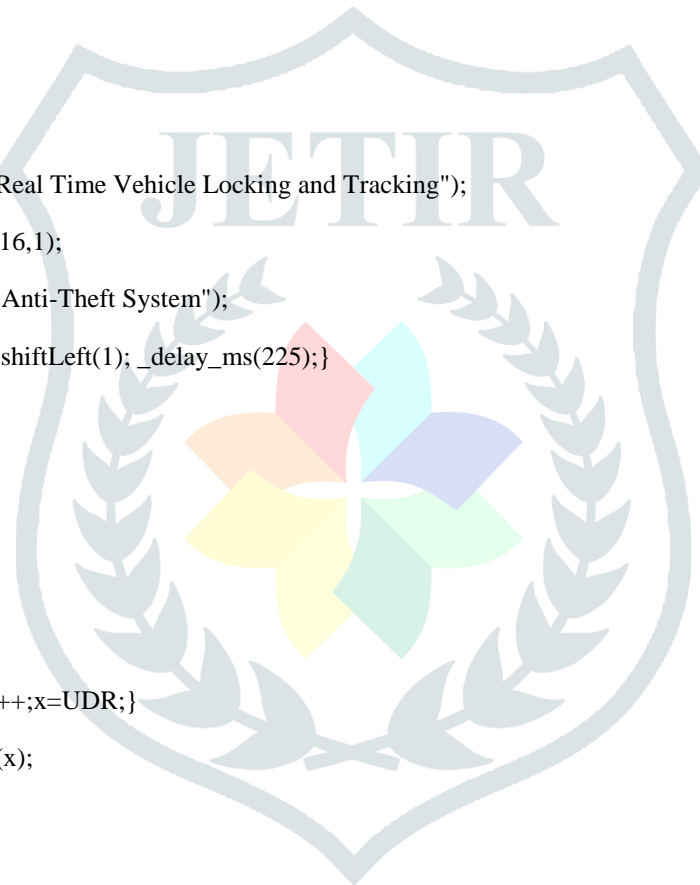 JETIR
Real Time Vehicle Locking and Tracking");
16,1);
Anti-Theft System");
shiftLeft(1); _delay_ms(225);}
++;x=UDR;}
(x);